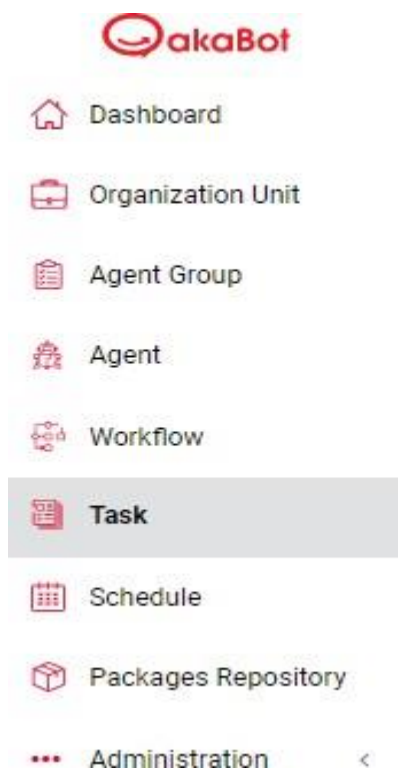 akaBot
Dashboard
Organization Unit
Agent Group
Agent
Workflow
Task
Schedule
Packages Repository
Administration